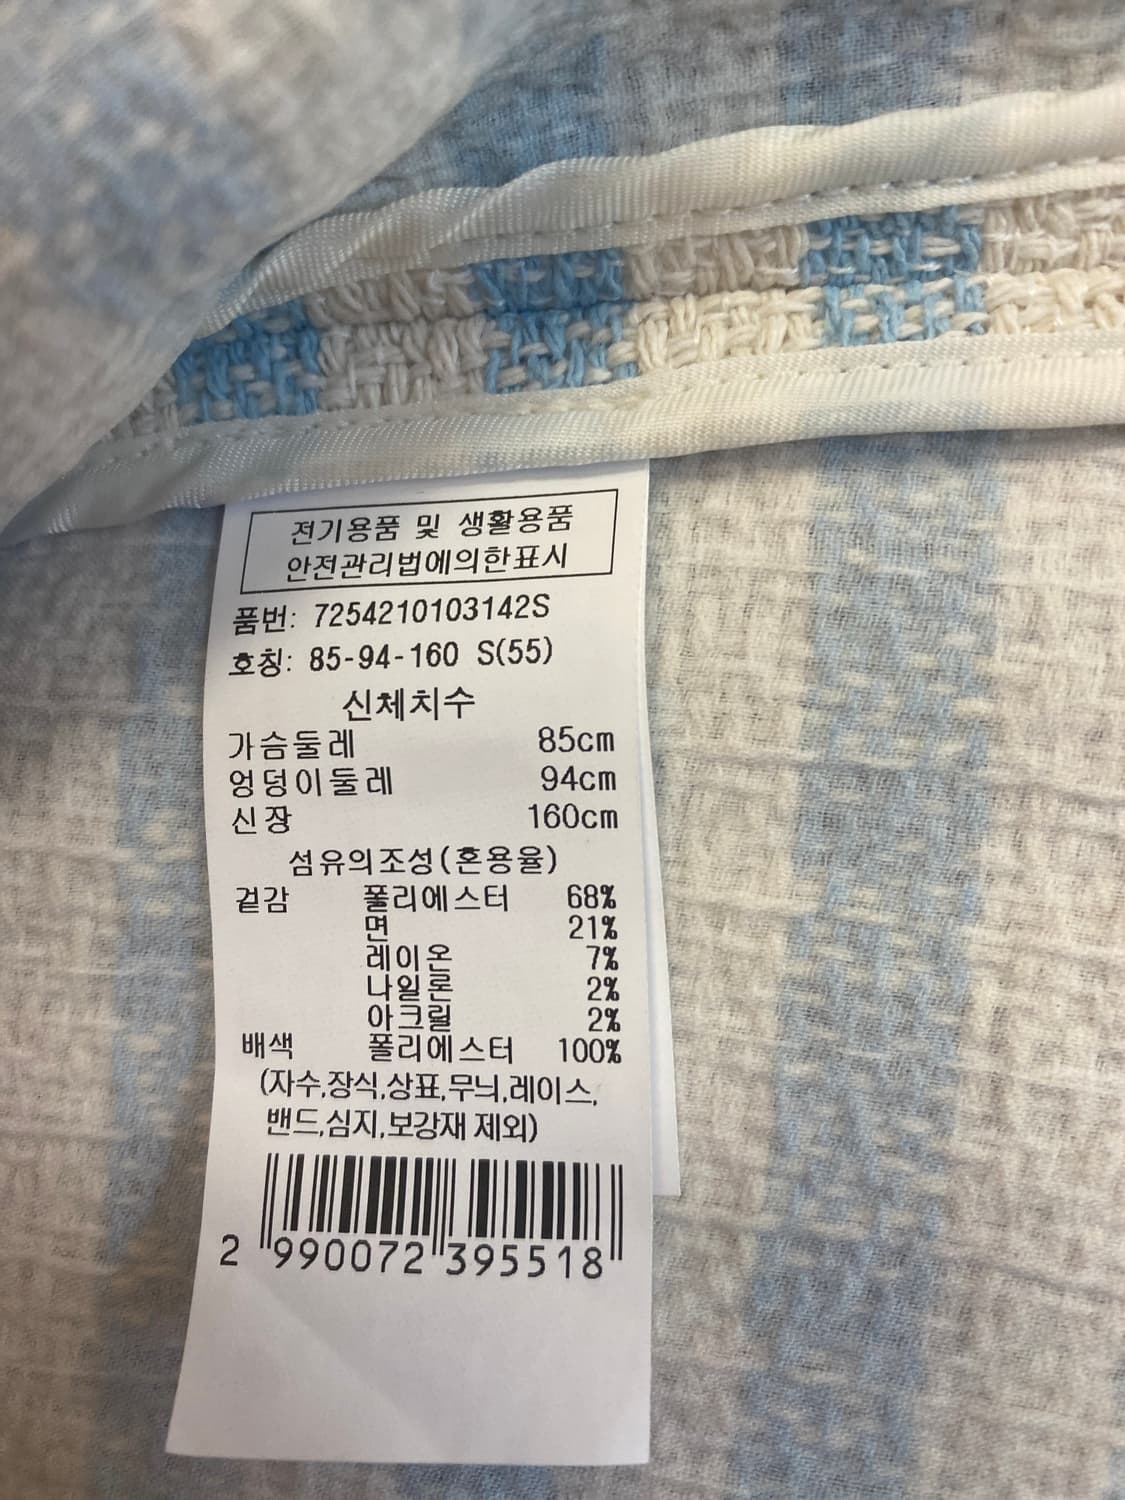 전기용품 및 생활용품
안전관리법에의한표시
품번: 7254210103142S
호칭: 85-94-160 S(55)
신체치수
가슴둘레 85cm
엉덩이둘레 94cm
신장 160cm
섬유의조성(혼용율)
겉감 폴리에스터 68%
면 21%
레이온 7%
나일론 2%
아크릴 2%
배색 폴리에스터 100%
(자수,장식,상표,무늬,레이스,
밴드,심지,보강재 제외)
2 990072 395518